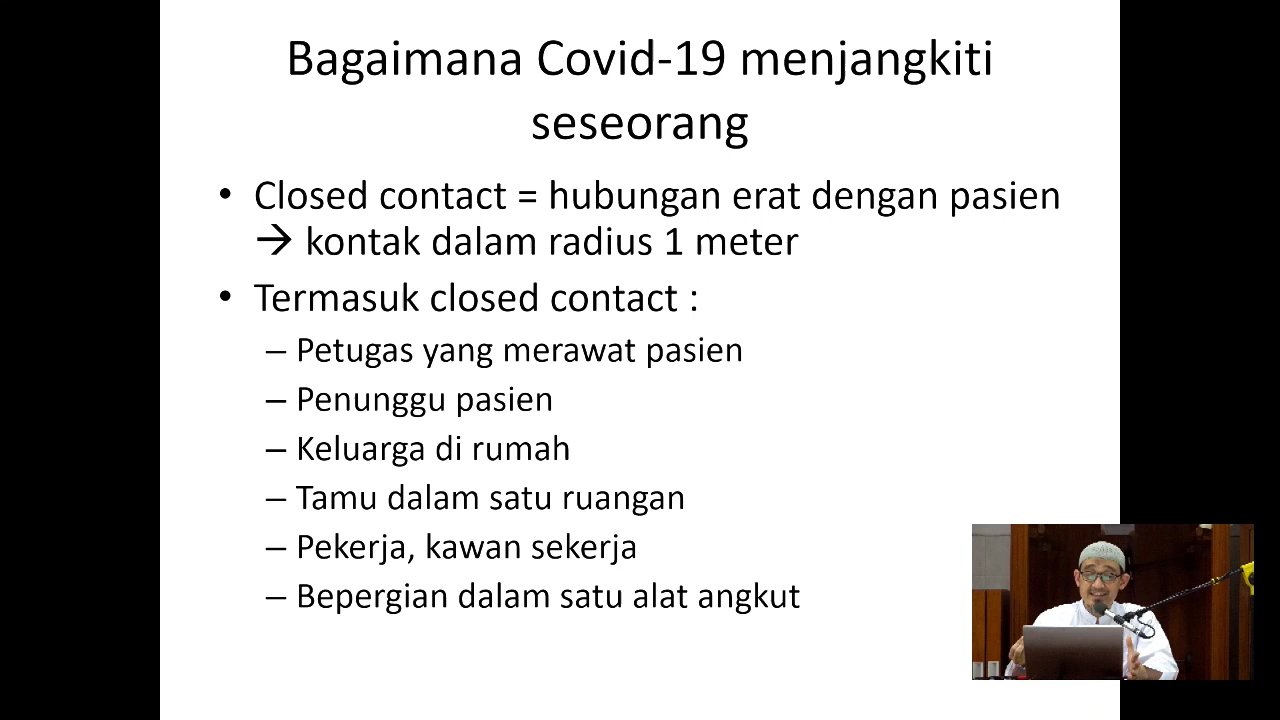 Bagaimana Covid-19 menjangkiti
seseorang
• Closed contact = hubungan erat dengan pasien
→ kontak dalam radius 1 meter
• Termasuk closed contact :
– Petugas yang merawat pasien
– Penunggu pasien
– Keluarga di rumah
– Tamu dalam satu ruangan
– Pekerja, kawan sekerja
– Bepergian dalam satu alat angkut